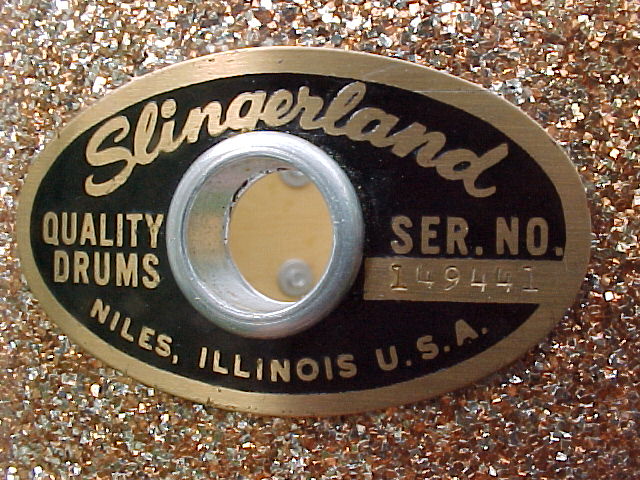 Slingerland
QUALITY
DRUMS
SER. NO.
149441
NILES, ILLINOIS U.S.A.